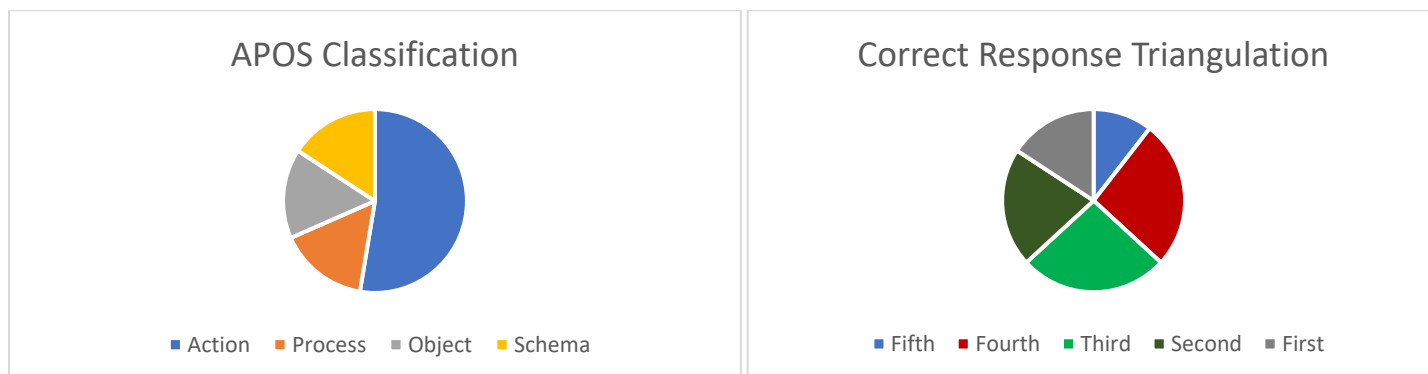 APOS Classification
Action Process Object Schema
Correct Response Triangulation
Fifth Fourth Third Second First